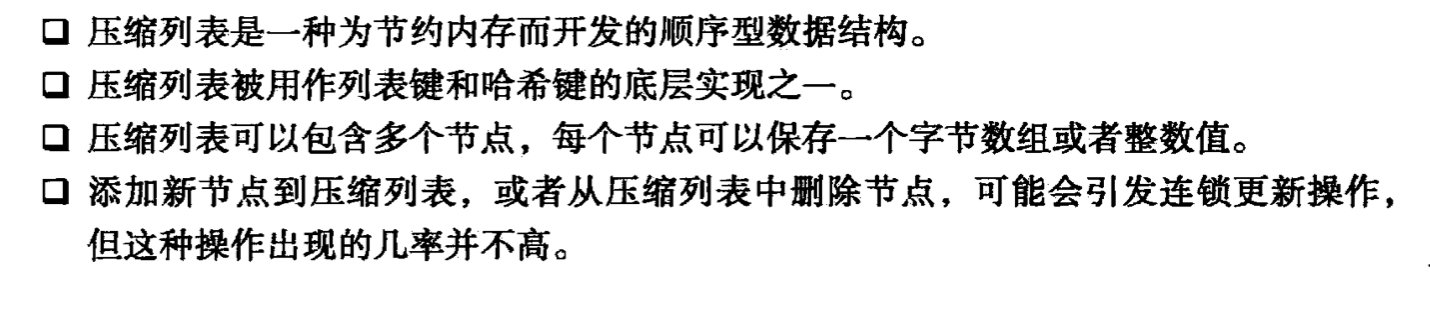 ❑ 压缩列表是一种为节约内存而开发的顺序型数据结构。
❑ 压缩列表被用作列表键和哈希键的底层实现之一。
❑ 压缩列表可以包含多个节点，每个节点可以保存一个字节数组或者整数值。
❑ 添加新节点到压缩列表，或者从压缩列表中删除节点，可能会引发连锁更新操作，
但这种操作出现的几率并不高。